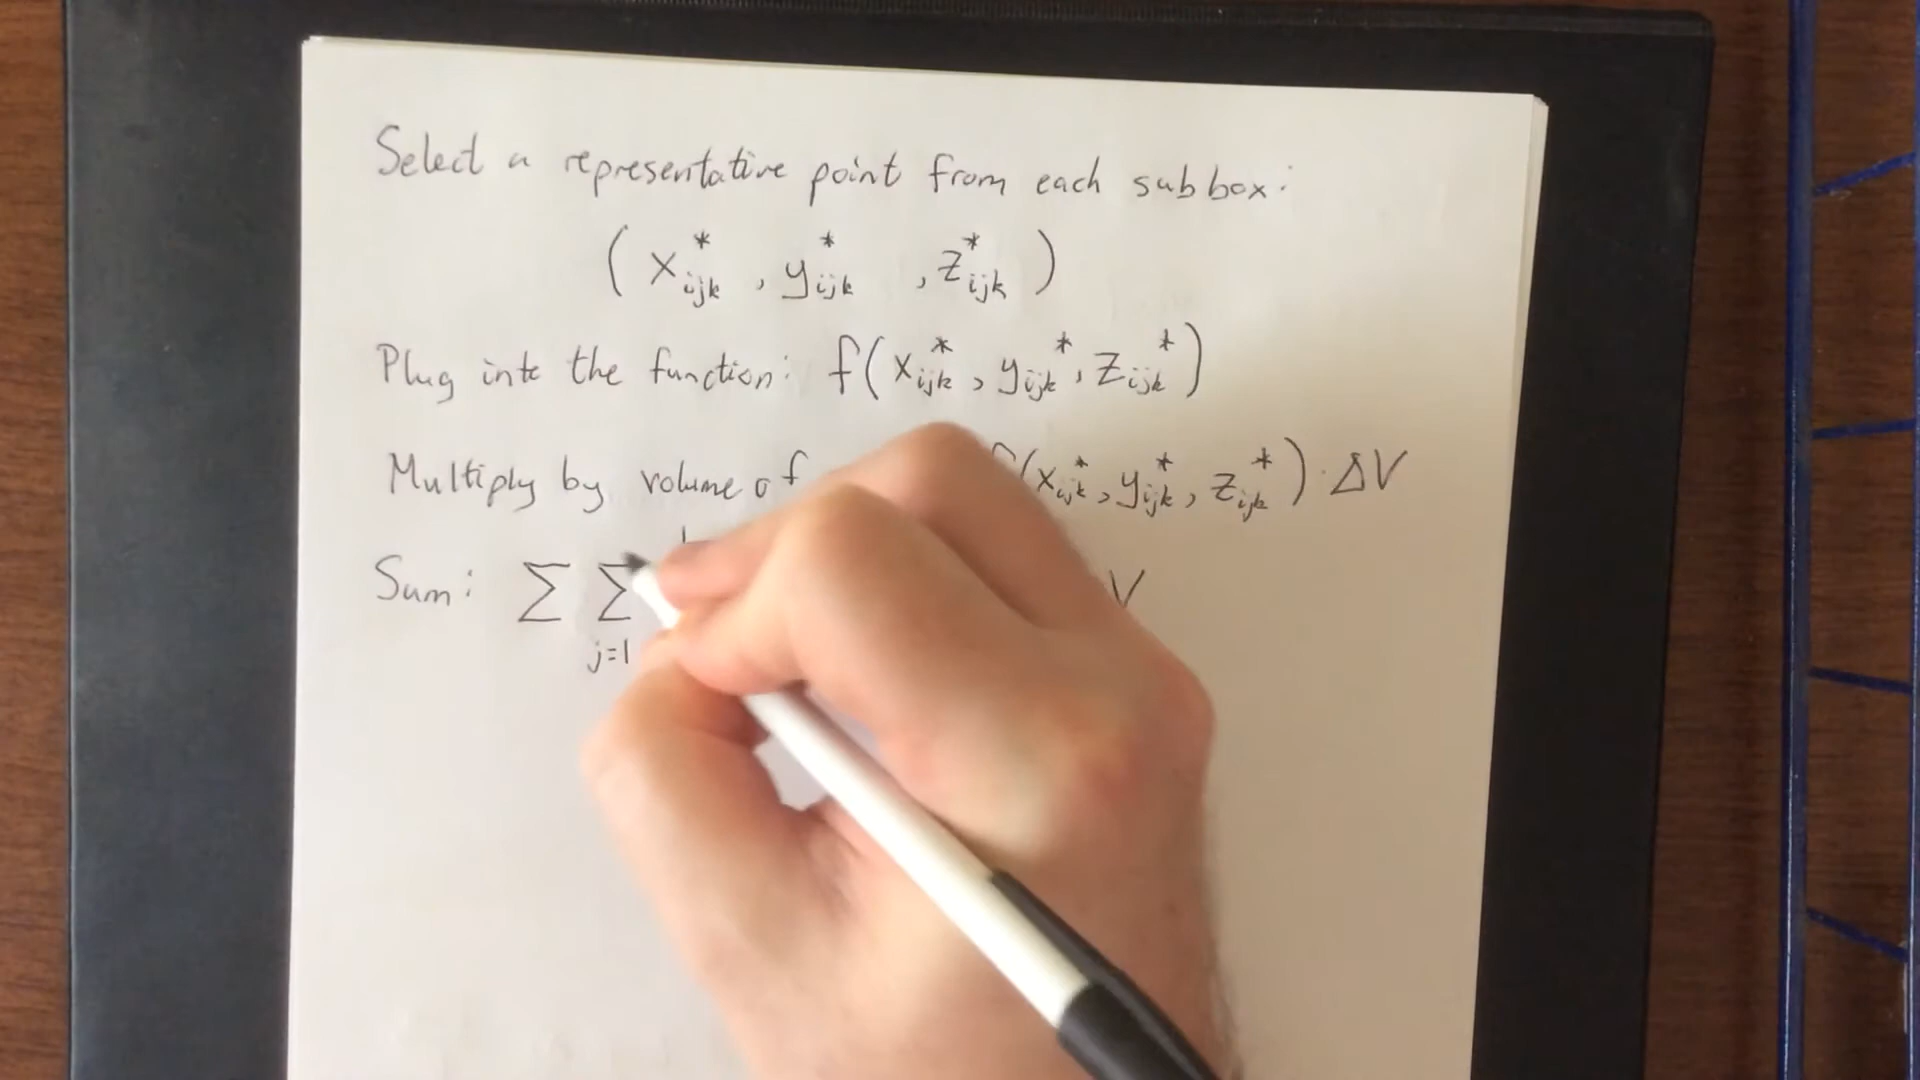 Select a representative point from each subbox:
( x*ijk , y*ijk , z*ijk )
Plug into the function: f(x*ijk, y*ijk, z*ijk)
Multiply by volume of (x*ijk, y*ijk, z*ijk) · ΔV
Sum: Σ Σ V
j=1